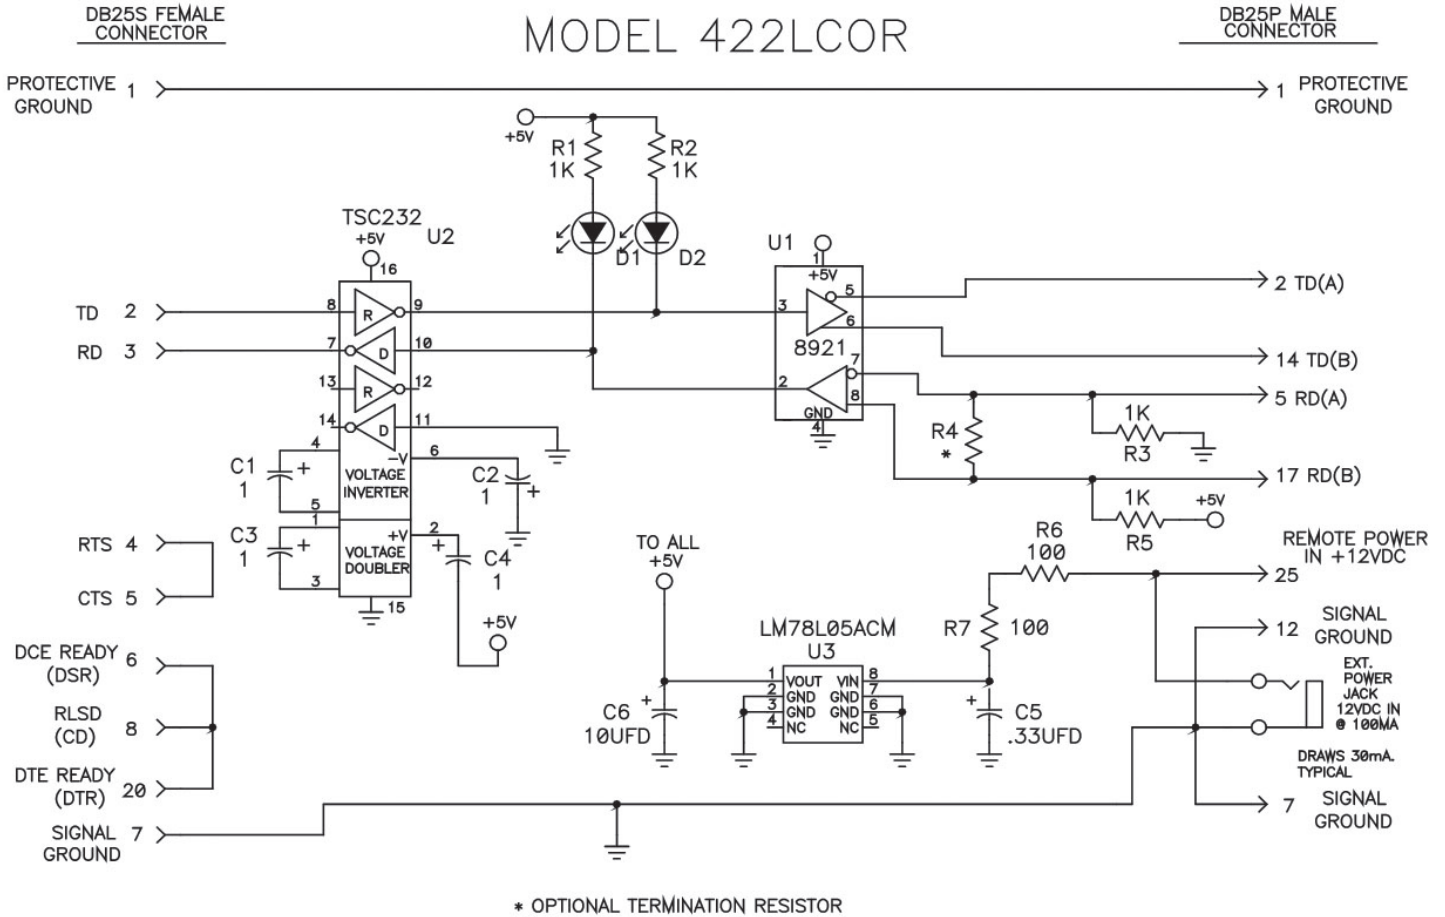 DB25S FEMALE
CONNECTOR
MODEL 422LCOR
DB25P MALE
CONNECTOR
PROTECTIVE 1
GROUND
1 PROTECTIVE
GROUND
+5V
R1
1K
R2
1K
TSC232
+5V
U2
16
D1
D2
U1
1
+5V
TD 2
8
R
9
3
5
6
2 TD(A)
RD 3
7
D
10
8921
14 TD(B)
13
R
12
2
7
8
5 RD(A)
14
D
11
GND
4
R4
*
1K
R3
C1
1
+
4
5
-V
6
VOLTAGE
INVERTER
C2
1
+
17 RD(B)
1K
R5
+5V
C3
1
+
1
3
+V
2
VOLTAGE
DOUBLER
+
C4
1
15
+5V
RTS 4
CTS 5
TO ALL
+5V
R6
100
REMOTE POWER
IN +12VDC
25
R7 100
LM78L05ACM
U3
12 SIGNAL
GROUND
DCE READY 6
(DSR)
RLSD
(CD) 8
DTE READY
(DTR) 20
1 VOUT VIN 8
2 GND GND 7
3 GND GND 6
4 NC NC 5
+
C6
10UFD
+
C5
.33UFD
EXT.
POWER
JACK
12VDC IN
@ 100MA
DRAWS 30mA.
TYPICAL
SIGNAL 7
GROUND
7 SIGNAL
GROUND
* OPTIONAL TERMINATION RESISTOR